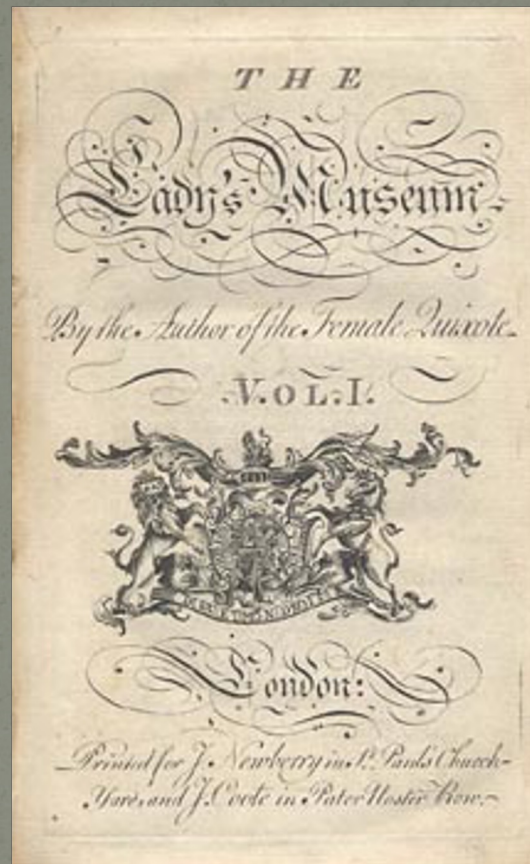 THE
Lady's Museum.
By the Author of the Female Quixote.
VOL. I.
London:
Printed for J. Newberry in St. Pauls Church-
Yard, and J. Coote in Pater Noster Row.